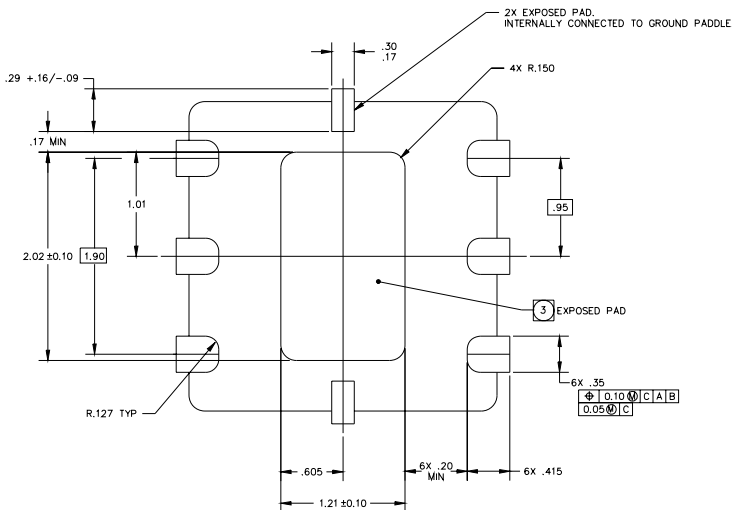 2X EXPOSED PAD.
INTERNALLY CONNECTED TO GROUND PADDLE
.30
.17
4X R.150
.29 +.16/-.09
.17 MIN
1.01
.95
2.02 ±0.10
1.90
3 EXPOSED PAD
6X .35
⌖ 0.10 Ⓜ C A B
0.05 Ⓜ C
R.127 TYP
.605
6X .20
MIN
6X .415
1.21 ±0.10